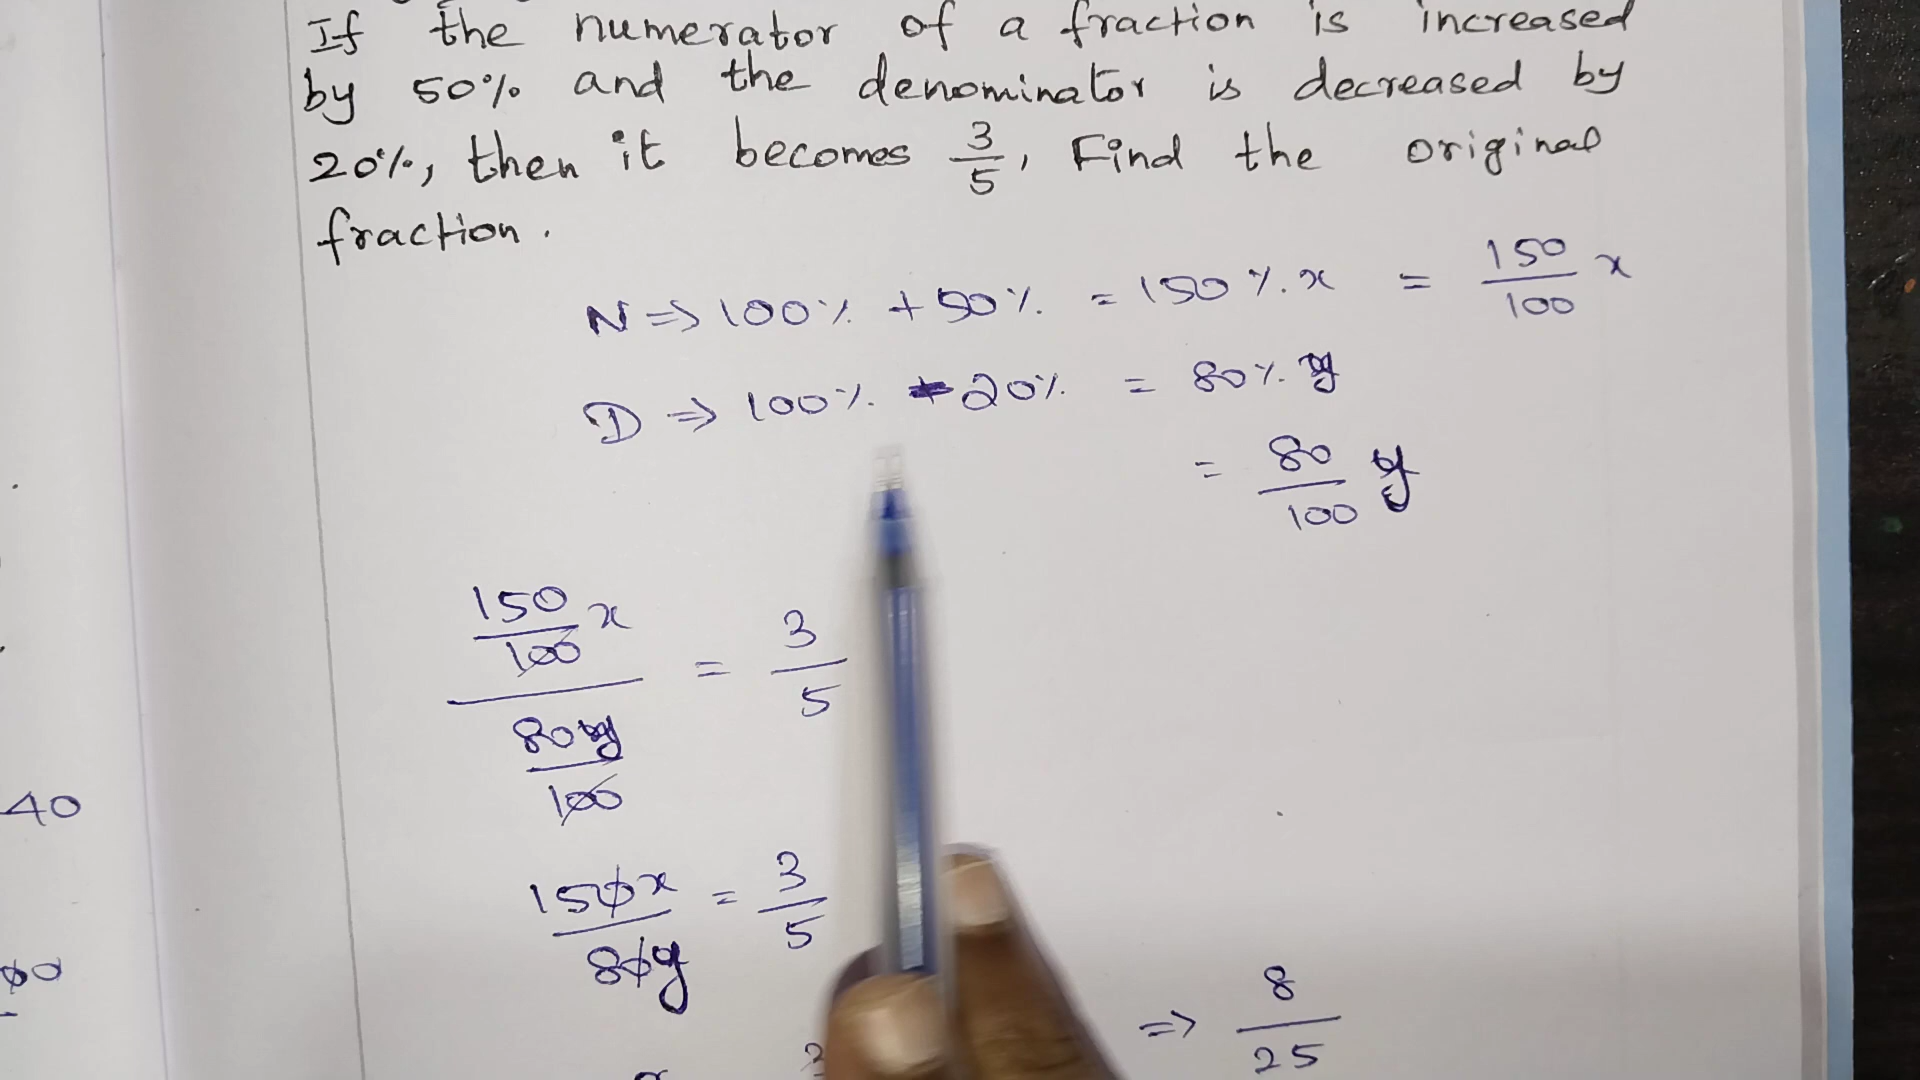 If the numerator of a fraction is increased
by 50% and the denominator is decreased by
20%, then it becomes 3/5, Find the original
fraction.
N ⇒ 100% + 50% = 150% x = 150/100 x
D ⇒ 100% - 20% = 80% y
= 80/100 y
150/100 x
80y/100
= 3/5
40
150x/80y = 3/5
⇒ 8/25